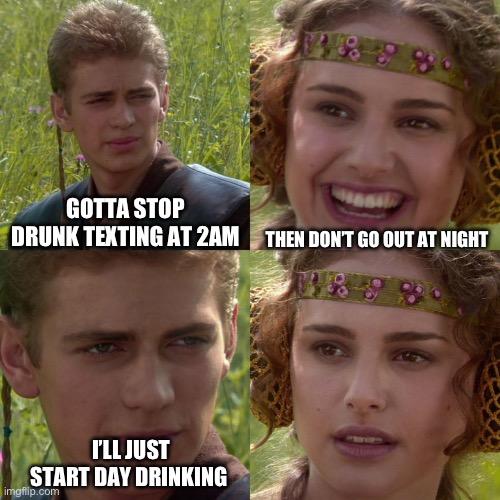 GOTTA STOP
DRUNK TEXTING AT 2AM
THEN DON'T GO OUT AT NIGHT
I'LL JUST
START DAY DRINKING
imgflip.com